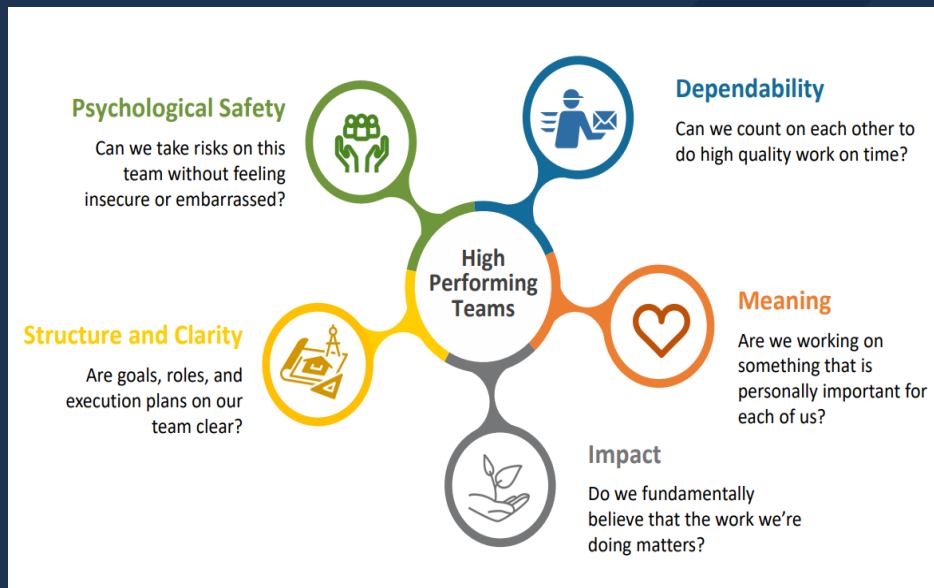 Psychological Safety
Can we take risks on this
team without feeling
insecure or embarrassed?
Dependability
Can we count on each other to
do high quality work on time?
High
Performing
Teams
Structure and Clarity
Are goals, roles, and
execution plans on our
team clear?
Meaning
Are we working on
something that is
personally important for
each of us?
Impact
Do we fundamentally
believe that the work we’re
doing matters?